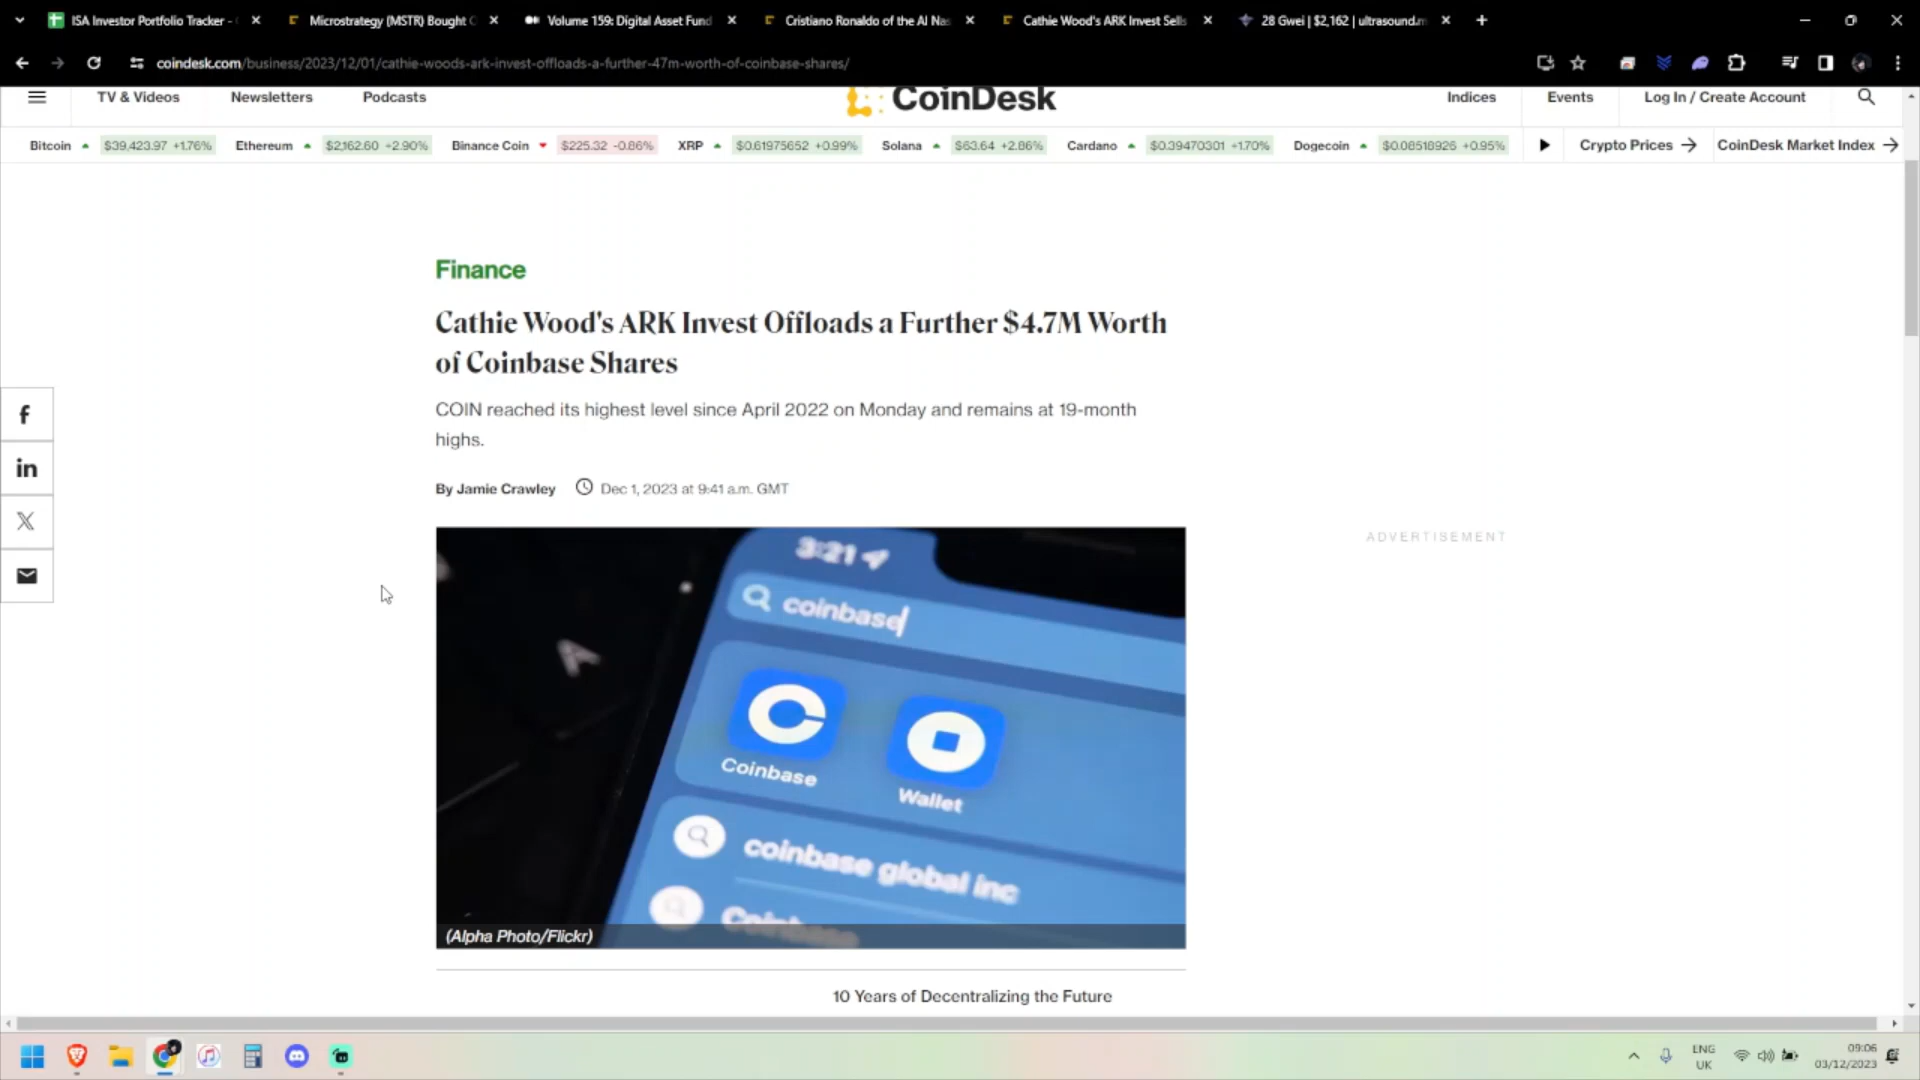 ISA Investor Portfolio Tracker -
Microstrategy (MSTR) Bought
Volume 159: Digital Asset Fund
Cristiano Ronaldo of the AI Na
Cathie Wood's ARK Invest Sells
28 Gwei | $2,162 | ultrasound.m
coindesk.com/business/2023/12/01/cathie-woods-ark-invest-offloads-a-further-47m-worth-of-coinbase-shares/
TV & Videos
Newsletters
Podcasts
CoinDesk
Indices
Events
Log In / Create Account
Bitcoin $39,423.97 +1.76%
Ethereum $2,162.60 +2.90%
Binance Coin $225.32 -0.86%
XRP $0.61975652 +0.99%
Solana $63.64 +2.86%
Cardano $0.39470301 +1.70%
Dogecoin $0.08518926 +0.95%
Crypto Prices
CoinDesk Market Index
Finance
Cathie Wood's ARK Invest Offloads a Further $4.7M Worth
of Coinbase Shares
COIN reached its highest level since April 2022 on Monday and remains at 19-month
highs.
By Jamie Crawley Dec 1, 2023 at 9:41 a.m. GMT
ADVERTISEMENT
3:21
coinbase
Coinbase
Wallet
coinbase global inc
(Alpha Photo/Flickr)
10 Years of Decentralizing the Future
ENG
UK
09:06
03/12/2023